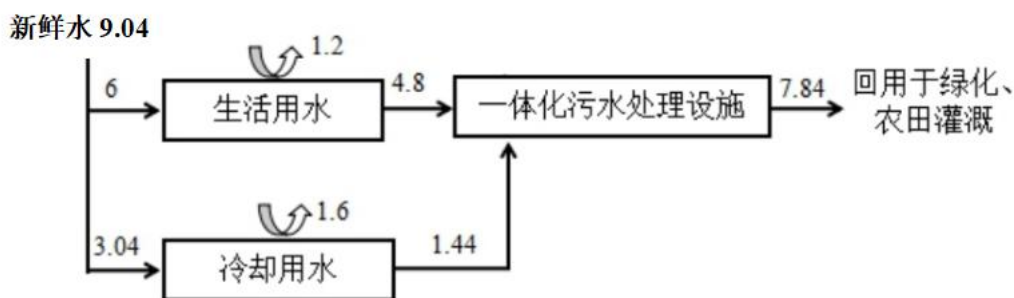 新鲜水 9.04
1.2
6
生活用水
4.8
一体化污水处理设施
7.84
回用于绿化、
农田灌溉
1.6
3.04
冷却用水
1.44